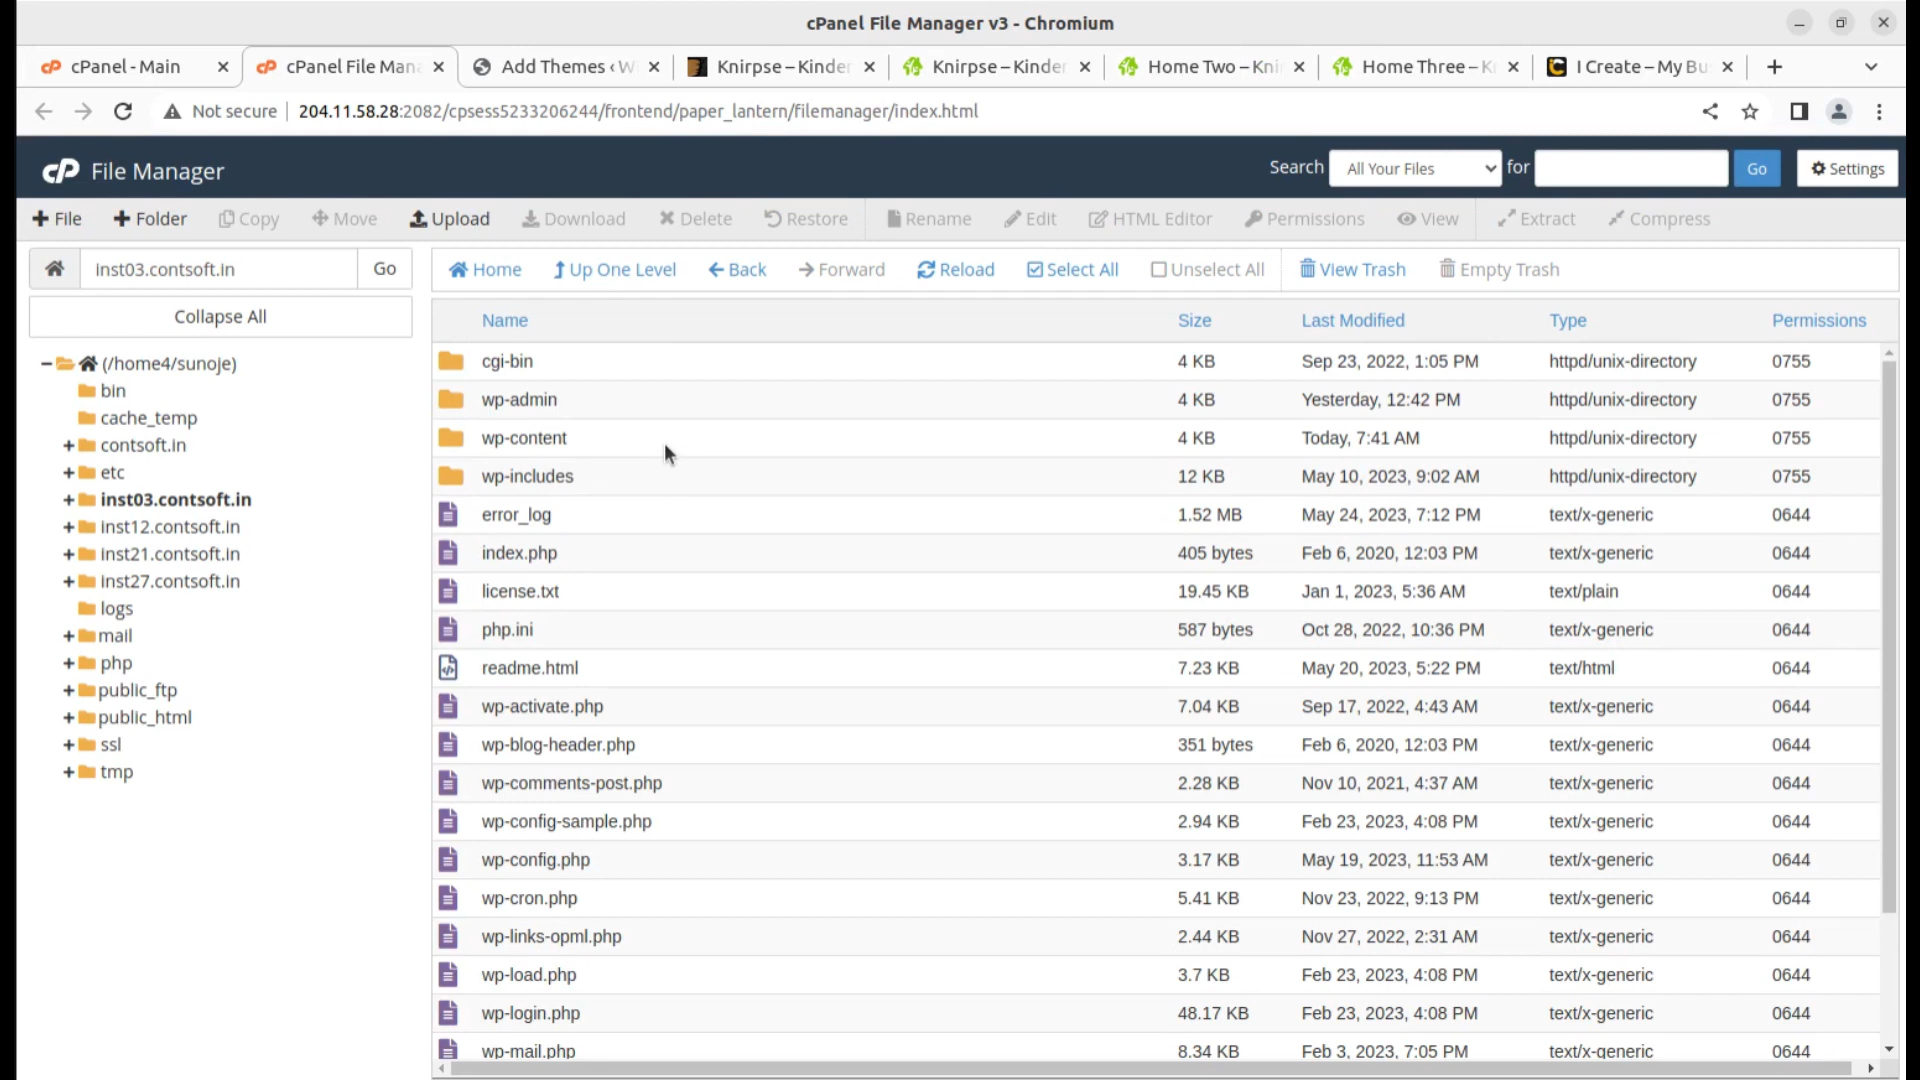 cPanel File Manager v3 - Chromium
cPanel - Main
cPanel File Man
Add Themes ‹ W
Knirpse – Kinder
Knirpse – Kinder
Home Two – Kni
Home Three – K
I Create – My Bu
Not secure
204.11.58.28:2082/cpsess5233206244/frontend/paper_lantern/filemanager/index.html
cP File Manager
Search
All Your Files
for
Go
Settings
File
Folder
Copy
Move
Upload
Download
Delete
Restore
Rename
Edit
HTML Editor
Permissions
View
Extract
Compress
inst03.contsoft.in
Go
Home
Up One Level
Back
Forward
Reload
Select All
Unselect All
View Trash
Empty Trash
Collapse All
(/home4/sunoje)
bin
cache_temp
contsoft.in
etc
inst03.contsoft.in
inst12.contsoft.in
inst21.contsoft.in
inst27.contsoft.in
logs
mail
php
public_ftp
public_html
ssl
tmp
Name Size Last Modified Type Permissions
cgi-bin 4 KB Sep 23, 2022, 1:05 PM httpd/unix-directory 0755
wp-admin 4 KB Yesterday, 12:42 PM httpd/unix-directory 0755
wp-content 4 KB Today, 7:41 AM httpd/unix-directory 0755
wp-includes 12 KB May 10, 2023, 9:02 AM httpd/unix-directory 0755
error_log 1.52 MB May 24, 2023, 7:12 PM text/x-generic 0644
index.php 405 bytes Feb 6, 2020, 12:03 PM text/x-generic 0644
license.txt 19.45 KB Jan 1, 2023, 5:36 AM text/plain 0644
php.ini 587 bytes Oct 28, 2022, 10:36 PM text/x-generic 0644
readme.html 7.23 KB May 20, 2023, 5:22 PM text/html 0644
wp-activate.php 7.04 KB Sep 17, 2022, 4:43 AM text/x-generic 0644
wp-blog-header.php 351 bytes Feb 6, 2020, 12:03 PM text/x-generic 0644
wp-comments-post.php 2.28 KB Nov 10, 2021, 4:37 AM text/x-generic 0644
wp-config-sample.php 2.94 KB Feb 23, 2023, 4:08 PM text/x-generic 0644
wp-config.php 3.17 KB May 19, 2023, 11:53 AM text/x-generic 0644
wp-cron.php 5.41 KB Nov 23, 2022, 9:13 PM text/x-generic 0644
wp-links-opml.php 2.44 KB Nov 27, 2022, 2:31 AM text/x-generic 0644
wp-load.php 3.7 KB Feb 23, 2023, 4:08 PM text/x-generic 0644
wp-login.php 48.17 KB Feb 23, 2023, 4:08 PM text/x-generic 0644
wp-mail.php 8.34 KB Feb 3, 2023, 7:05 PM text/x-generic 0644